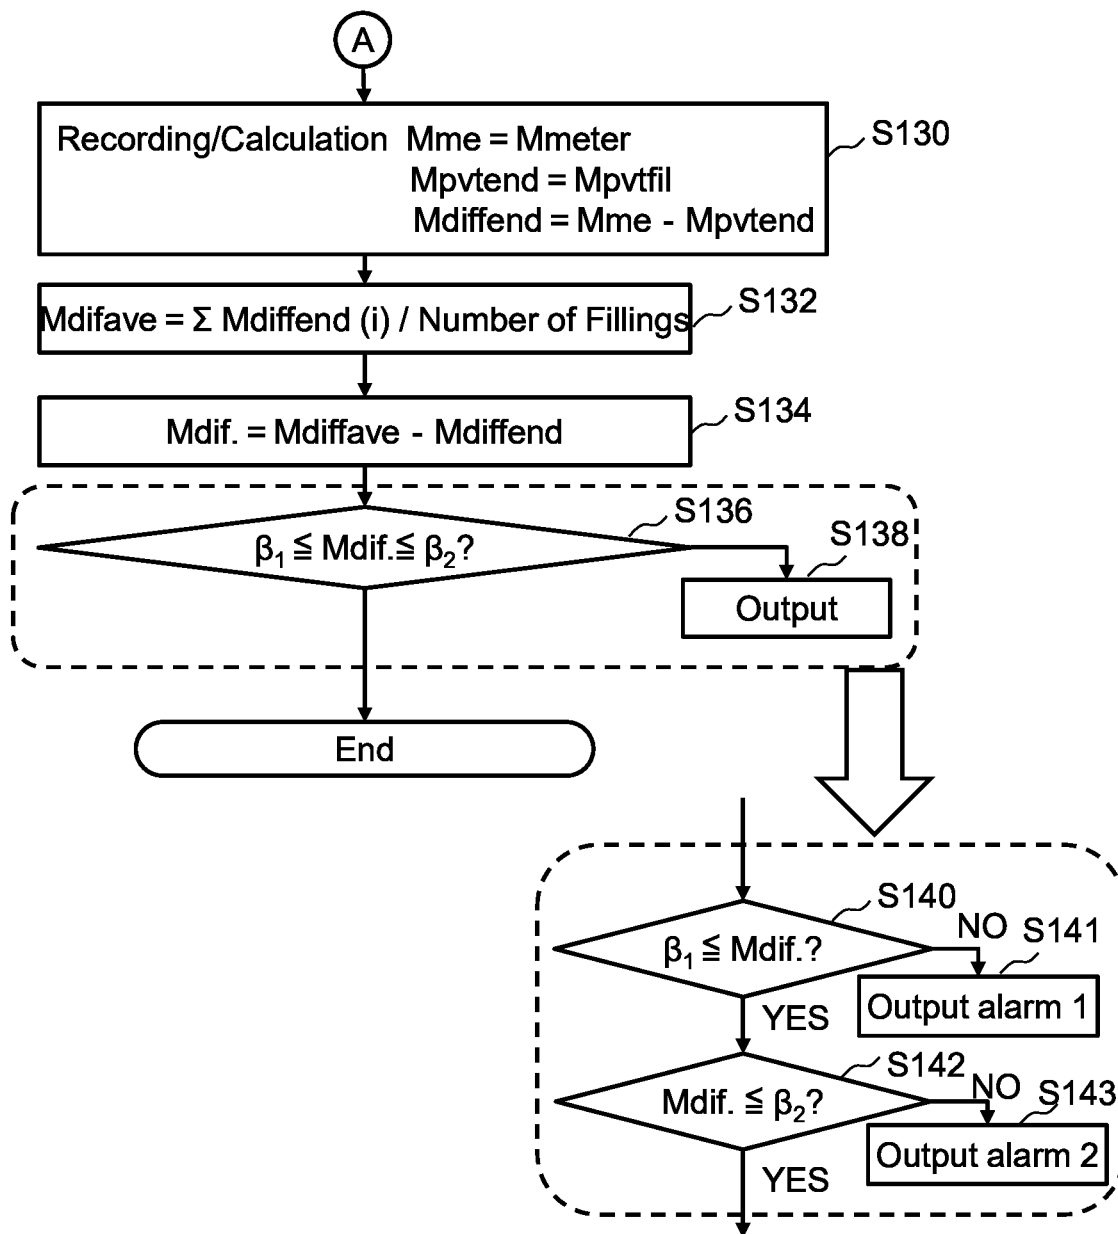 A
Recording/Calculation Mme = Mmeter
S130
Mpvtend = Mpvtfil
Mdiffend = Mme - Mpvtend
S132
Mdifave = Σ Mdiffend (i) / Number of Fillings
S134
Mdif. = Mdiffave - Mdiffend
S136
β₁ ≦ Mdif.≦ β₂?
S138
Output
End
S140
β₁ ≦ Mdif.?
NO
S141
Output alarm 1
YES
S142
Mdif. ≦ β₂?
NO
S143
Output alarm 2
YES